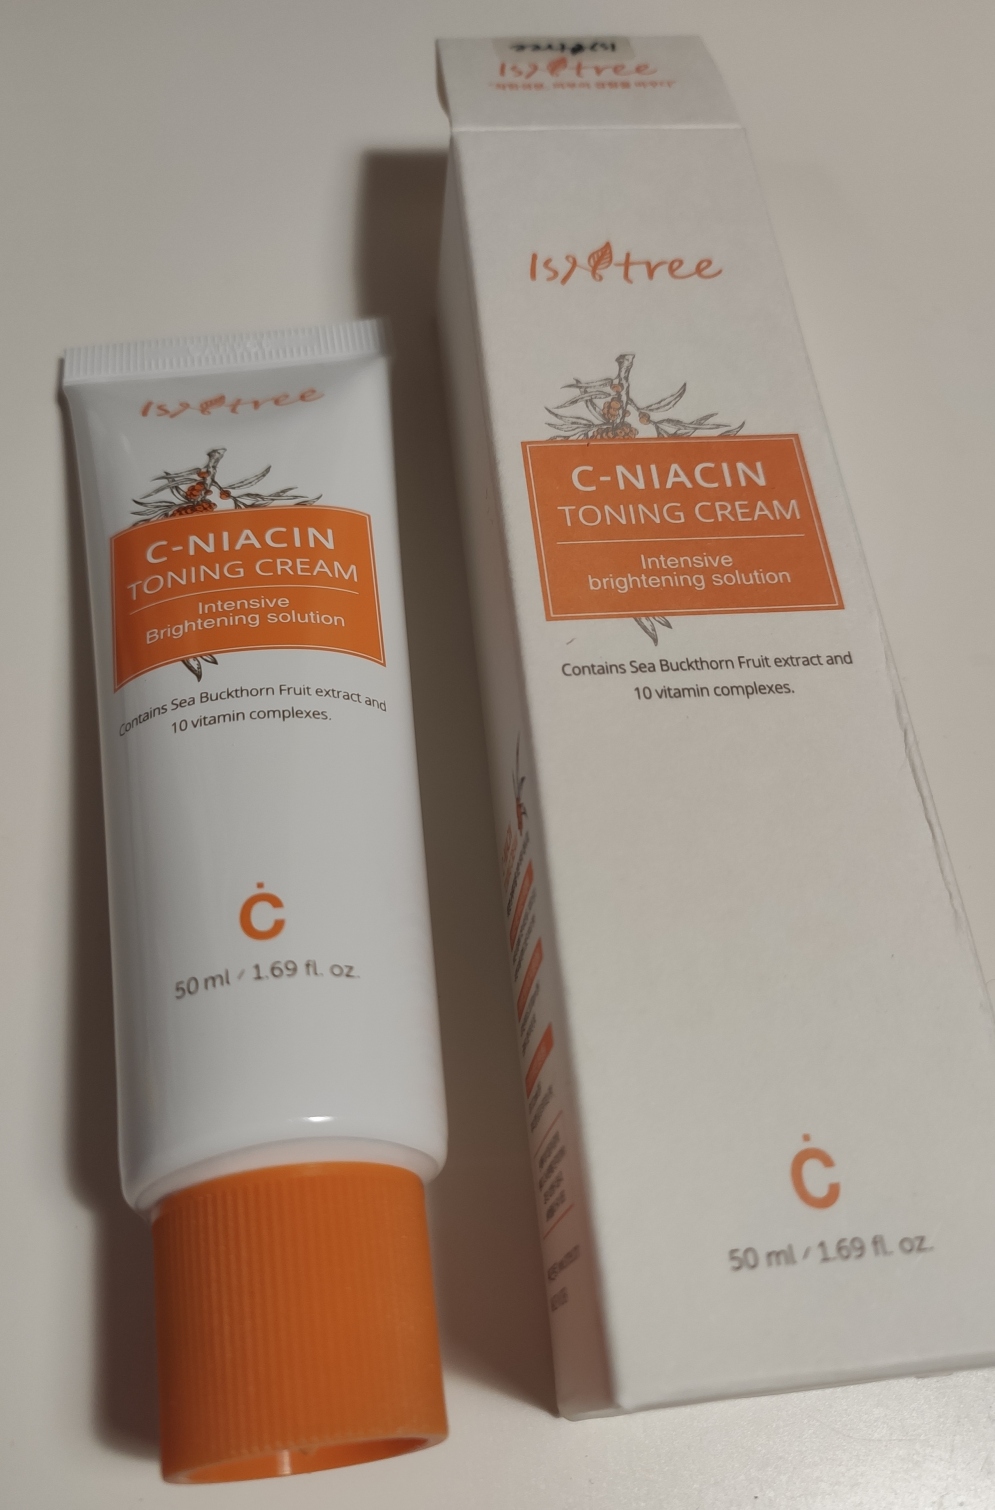 Isntree
C-NIACIN
TONING CREAM
Intensive
Brightening solution
Contains Sea Buckthorn Fruit extract and
10 vitamin complexes.
Ċ
50 ml / 1.69 fl. oz.
Isntree
Isntree
Isntree
C-NIACIN
TONING CREAM
Intensive
brightening solution
Contains Sea Buckthorn Fruit extract and
10 vitamin complexes.
Ċ
50 ml / 1.69 fl. oz.